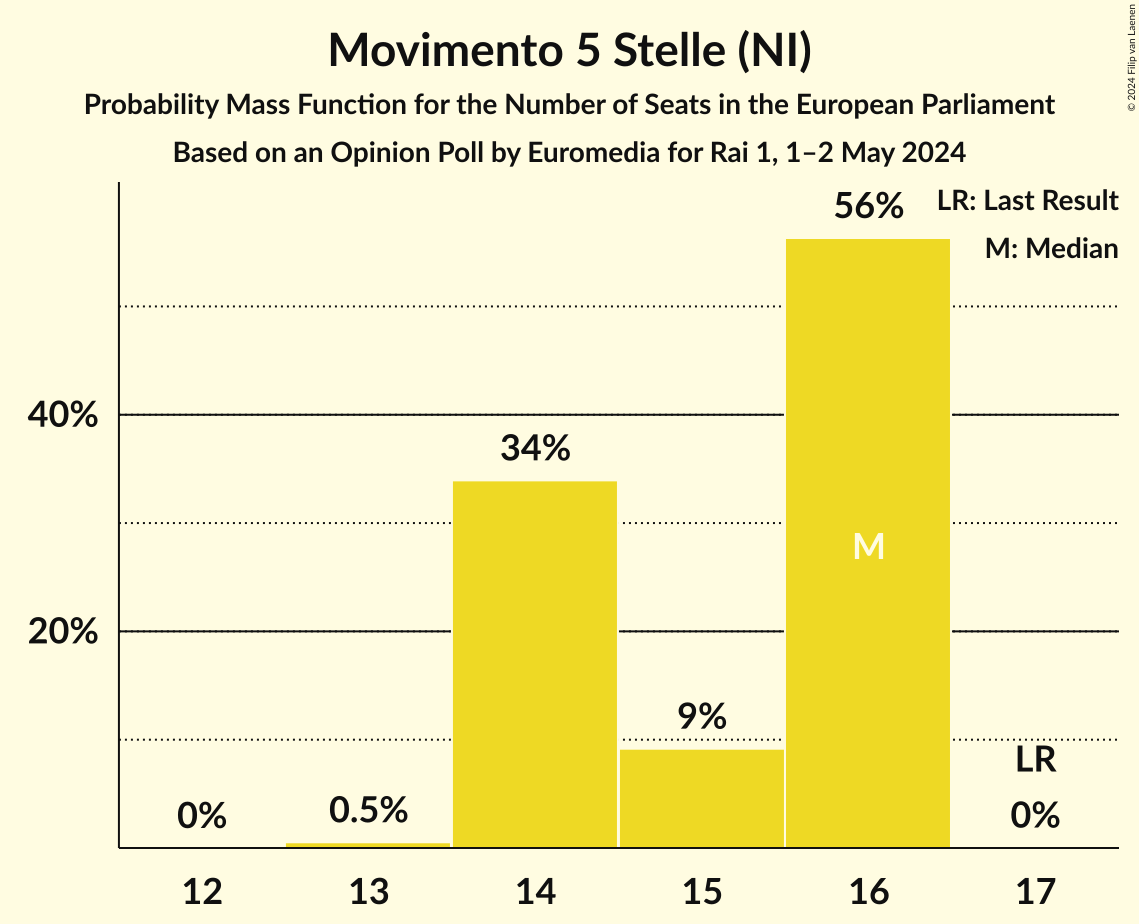 Movimento 5 Stelle (NI)
Probability Mass Function for the Number of Seats in the European Parliament
Based on an Opinion Poll by Euromedia for Rai 1, 1–2 May 2024
© 2024 Filip van Laenen
LR: Last Result
M: Median
56%
40%
34%
M
20%
9%
LR
0%
0.5%
0%
12 13 14 15 16 17